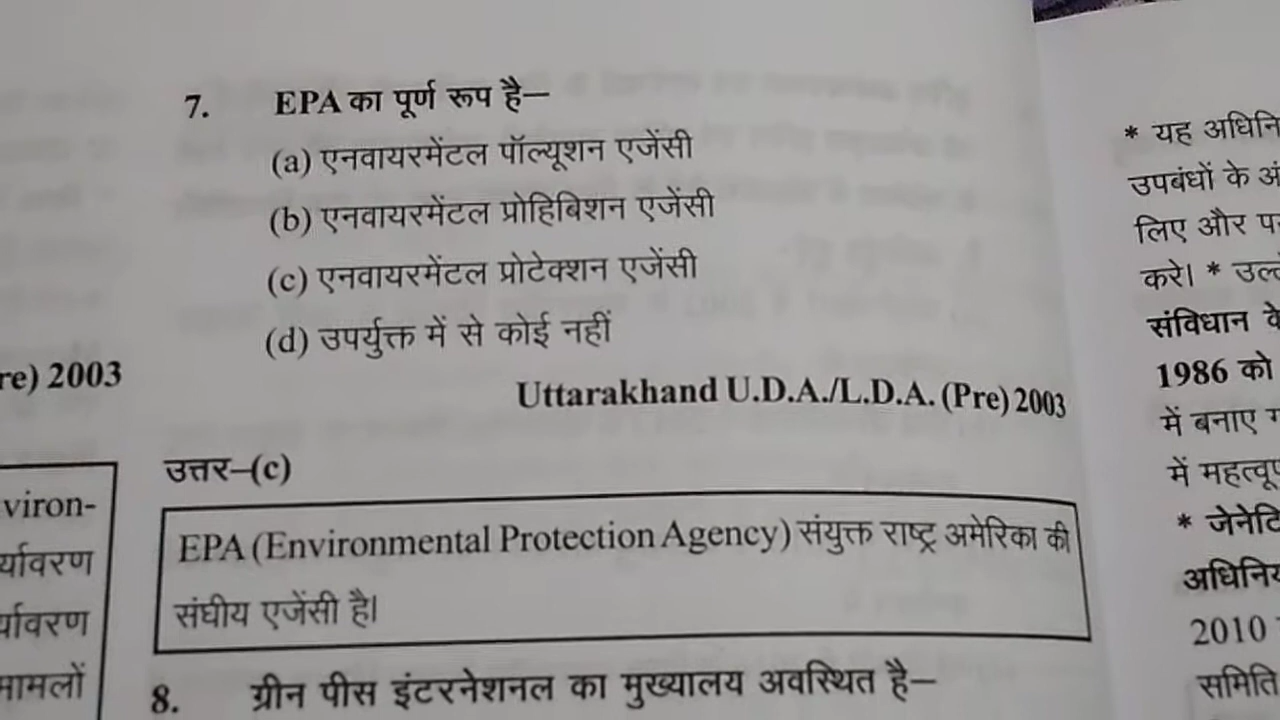 re) 2003
viron-
र्यावरण
र्यावरण
मामलों
7. EPA का पूर्ण रूप है–
(a) एनवायरमेंटल पॉल्यूशन एजेंसी
(b) एनवायरमेंटल प्रोहिबिशन एजेंसी
(c) एनवायरमेंटल प्रोटेक्शन एजेंसी
(d) उपर्युक्त में से कोई नहीं
Uttarakhand U.D.A./L.D.A. (Pre) 2003
उत्तर–(c)
EPA (Environmental Protection Agency) संयुक्त राष्ट्र अमेरिका की
संघीय एजेंसी है।
8. ग्रीन पीस इंटरनेशनल का मुख्यालय अवस्थित है–
* यह अधिनि
उपबंधों के अं
लिए और प
करे। *
संविधान के
1986 को
में बनाए
में महत्वपू
* जेनेटि
अधिनिय
2010
समिति